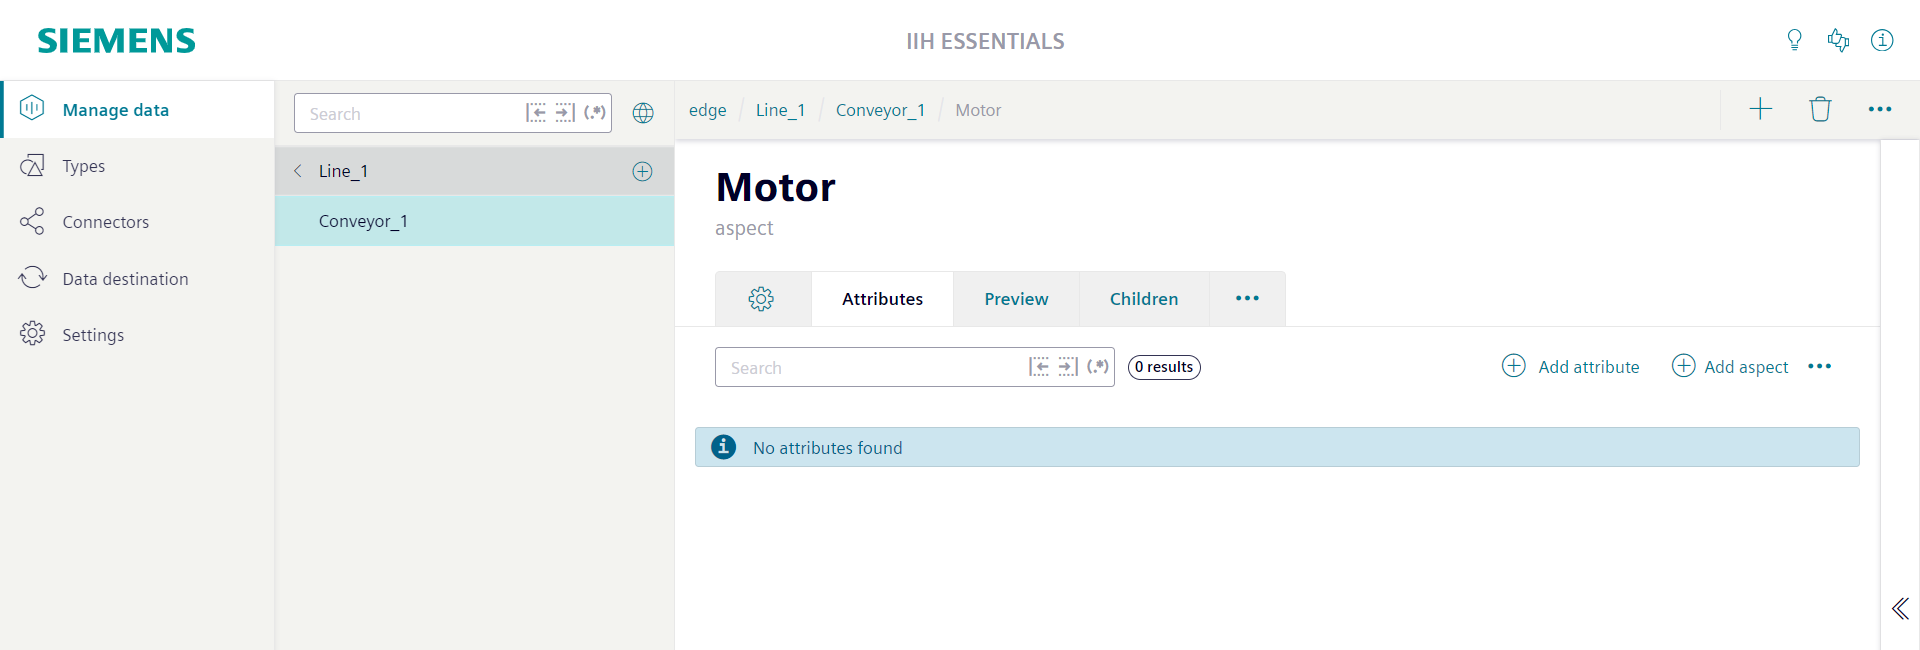 SIEMENS
IIH ESSENTIALS
Manage data
Types
Connectors
Data destination
Settings
Search (.*)
Line_1
Conveyor_1
edge / Line_1 / Conveyor_1 / Motor
Motor
aspect
Attributes Preview Children
Search (.*) 0 results Add attribute Add aspect
No attributes found